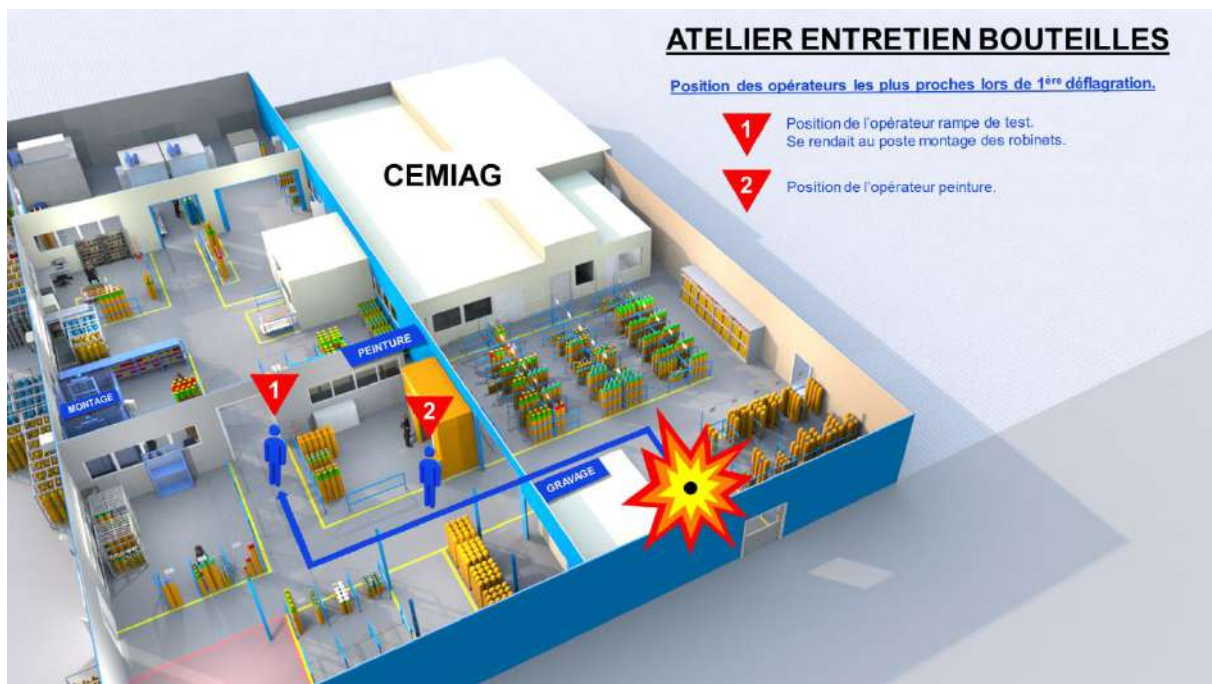 ATELIER ENTRETIEN BOUTEILLES
Position des opérateurs les plus proches lors de 1ère déflagration.
1
Position de l'opérateur rampe de test.
Se rendait au poste montage des robinets.
2
Position de l'opérateur peinture.
CEMIAG
PEINTURE
MONTAGE
1
2
GRAVAGE